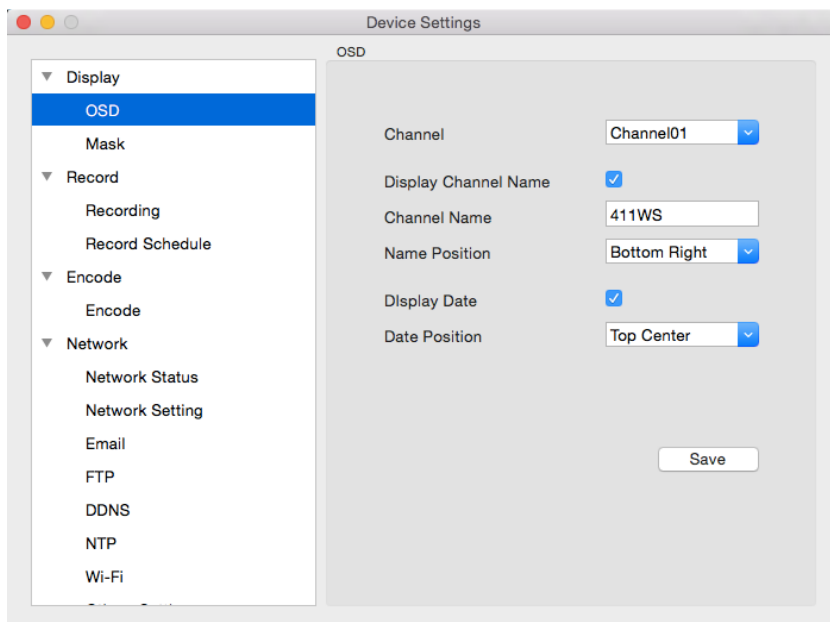 Device Settings
OSD
Display
OSD
Mask
Record
Recording
Record Schedule
Encode
Encode
Network
Network Status
Network Setting
Email
FTP
DDNS
NTP
Wi-Fi
Channel Channel01
Display Channel Name
Channel Name 411WS
Name Position Bottom Right
DIsplay Date
Date Position Top Center
Save